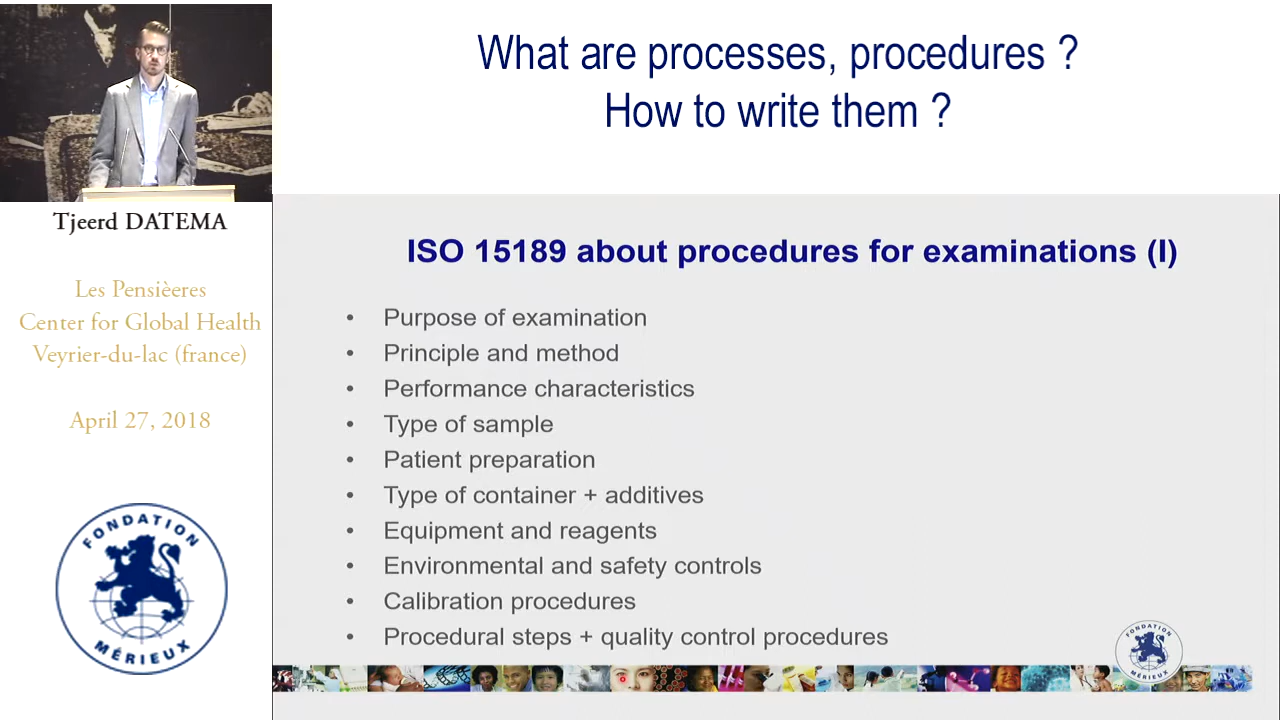 What are processes, procedures ?
How to write them ?
Tjeerd DATEMA
Les Pensièeres
Center for Global Health
Veyrier-du-lac (france)
April 27, 2018
FONDATION
MÉRIEUX
ISO 15189 about procedures for examinations (I)
• Purpose of examination
• Principle and method
• Performance characteristics
• Type of sample
• Patient preparation
• Type of container + additives
• Equipment and reagents
• Environmental and safety controls
• Calibration procedures
• Procedural steps + quality control procedures
FONDATION
MÉRIEUX